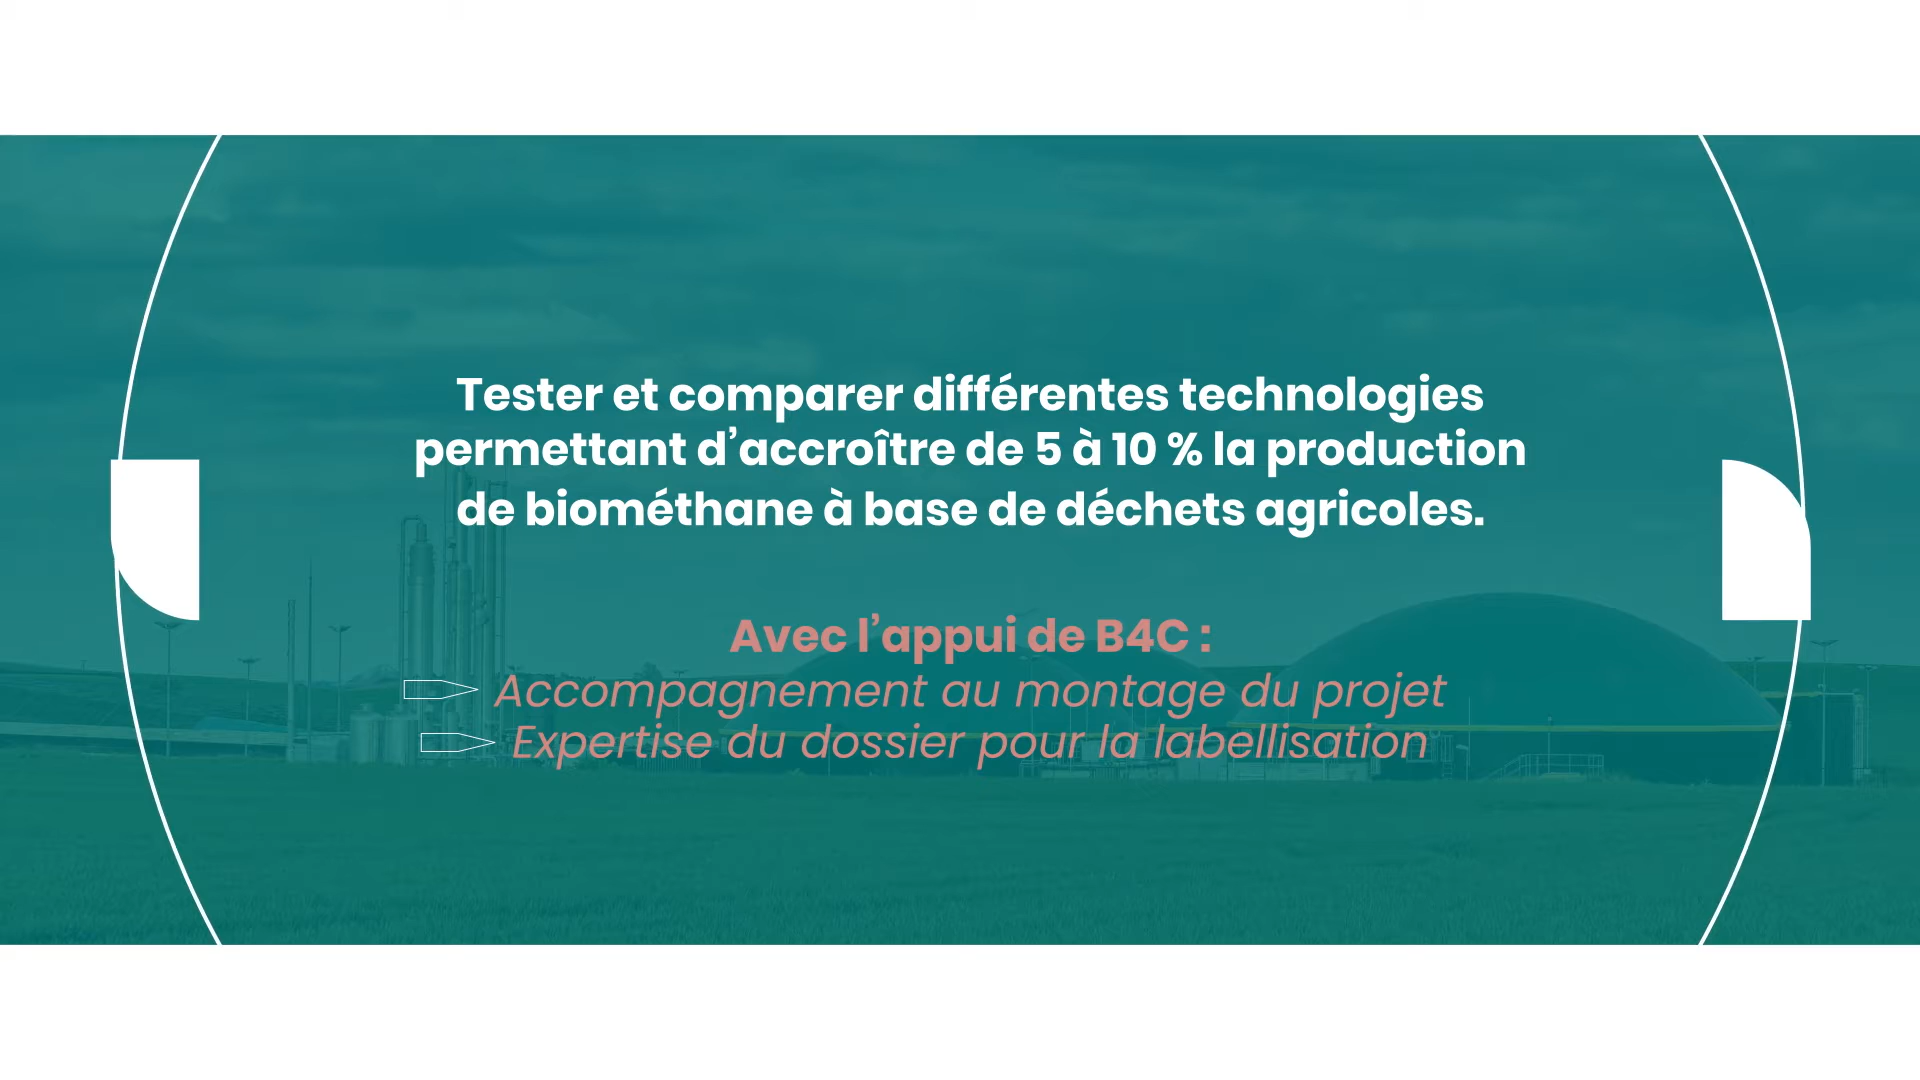 Tester et comparer différentes technologies
permettant d’accroître de 5 à 10 % la production
de biométhane à base de déchets agricoles.
Avec l’appui de B4C :
Accompagnement au montage du projet
Expertise du dossier pour la labellisation